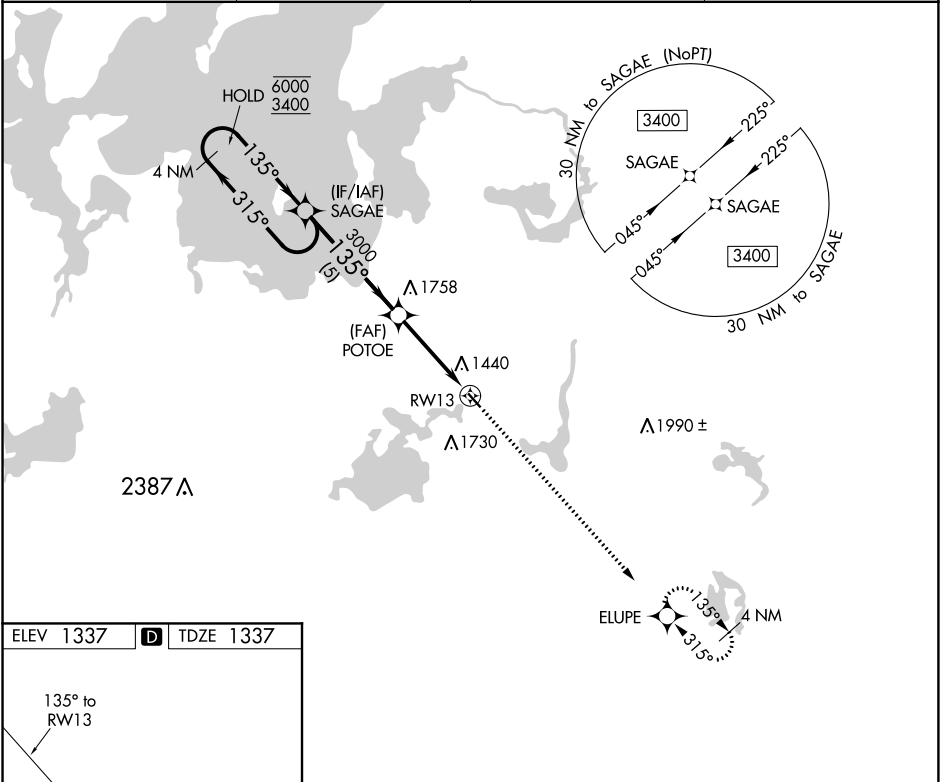 30 NM to SAGAE (NoPT)
3400
225°
SAGAE
045°
225°
SAGAE
045°
3400
30 NM to SAGAE
HOLD
6000
3400
135°
4 NM
315°
(IF/IAF)
SAGAE
3000
135°
(5)
1758
(FAF)
POTOE
1440
RW13
1730
1990 ±
2387
ELUPE
135°
4 NM
315°
ELEV 1337 D TDZE 1337
135° to
RW13